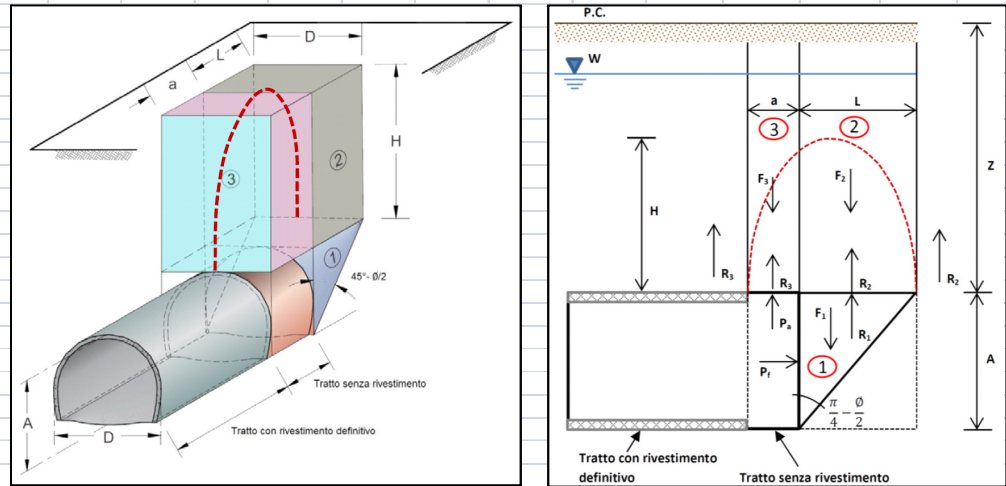 D
L
a
H
②
③
①
45°- Ø/2
Tratto senza rivestimento
Tratto con rivestimento definitivo
A
D
P.C.
W
a
L
3
2
Z
F3
F2
H
R3
R3
R2
R2
Pa
F1
R1
Pf
1
A
π/4 − Ø/2
Tratto con rivestimento
definitivo
Tratto senza rivestimento